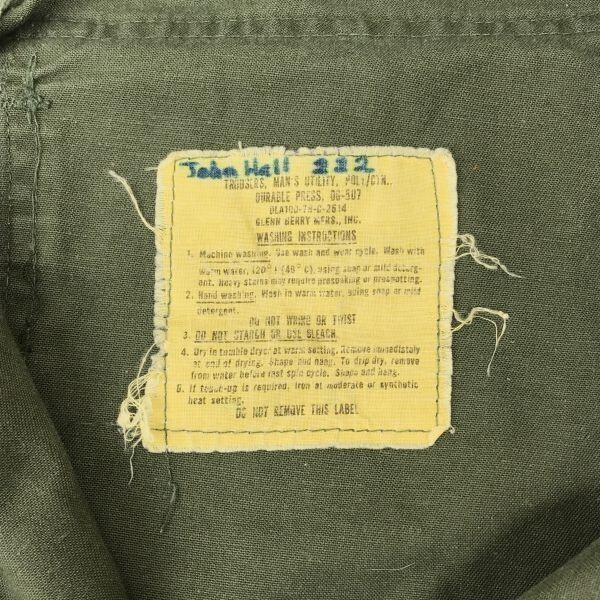 John Hall 222
TROUSERS, MAN'S UTILITY, POLY/CTN.,
DURABLE PRESS, OG-507
DLA100-78-C-2614
GLENN BERRY MFRS., INC.
WASHING INSTRUCTIONS
1. Machine washing. Use wash and wear cycle. Wash with
warm water, (120°F (49°C), using soap or mild deterg-
ent. Heavy stains may require presoaking or prespotting.
2. Hand washing. Wash in warm water, using soap or mild
detergent.
DO NOT WRING OR TWIST
3. DO NOT STARCH OR USE BLEACH.
4. Dry in tumble dryer at warm setting. Remove immediately
at end of drying. Shape and hang. To drip dry, remove
from water before last spin cycle. Shape and hang.
5. If touch-up is required, iron at moderate or synthetic
heat setting.
DO NOT REMOVE THIS LABEL